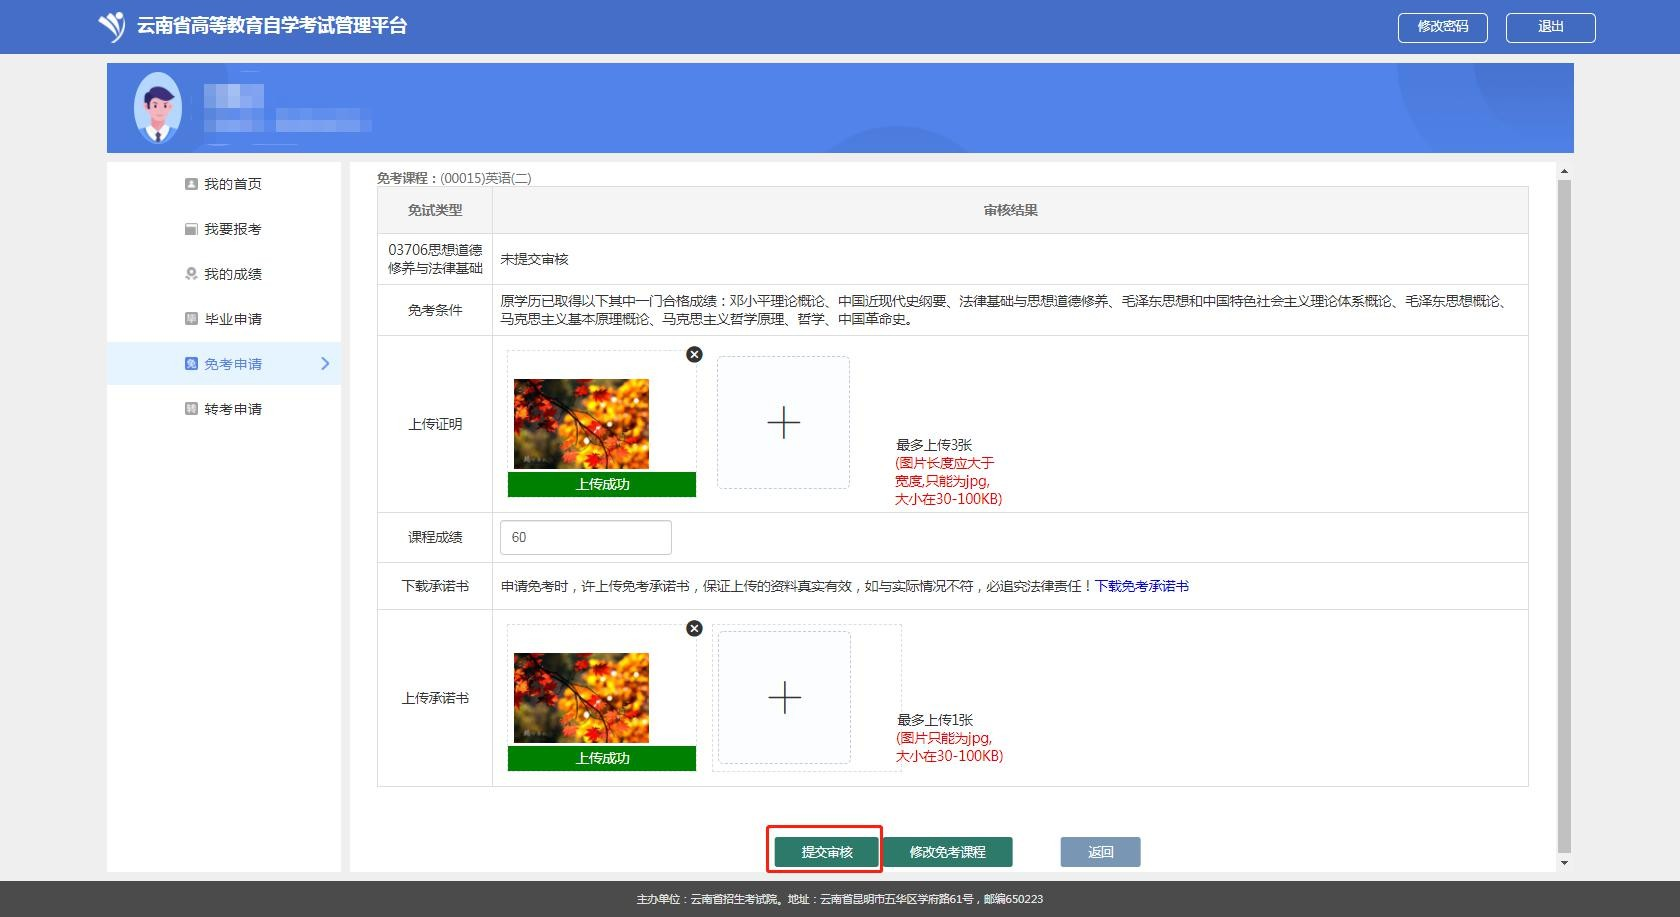 云南省高等教育自学考试管理平台
修改密码
退出
我的首页
我要报考
我的成绩
毕业申请
免考申请
转考申请
免考课程：(00015)英语(二)
免试类型
审核结果
03706思想道德
修养与法律基础
未提交审核
免考条件
原学历已取得以下其中一门合格成绩：邓小平理论概论、中国近现代史纲要、法律基础与思想道德修养、毛泽东思想和中国特色社会主义理论体系概论、毛泽东思想概论、
马克思主义基本原理概论、马克思主义哲学原理、哲学、中国革命史。
上传证明
上传成功
最多上传3张
(图片长度应大于
宽度,只能为jpg,
大小在30-100KB)
课程成绩
60
下载承诺书
申请免考时，许上传免考承诺书，保证上传的资料真实有效，如与实际情况不符，必追究法律责任！下载免考承诺书
上传承诺书
上传成功
最多上传1张
(图片只能为jpg,
大小在30-100KB)
提交审核
修改免考课程
返回
主办单位：云南省招生考试院。地址：云南省昆明市五华区学府路61号，邮编650223